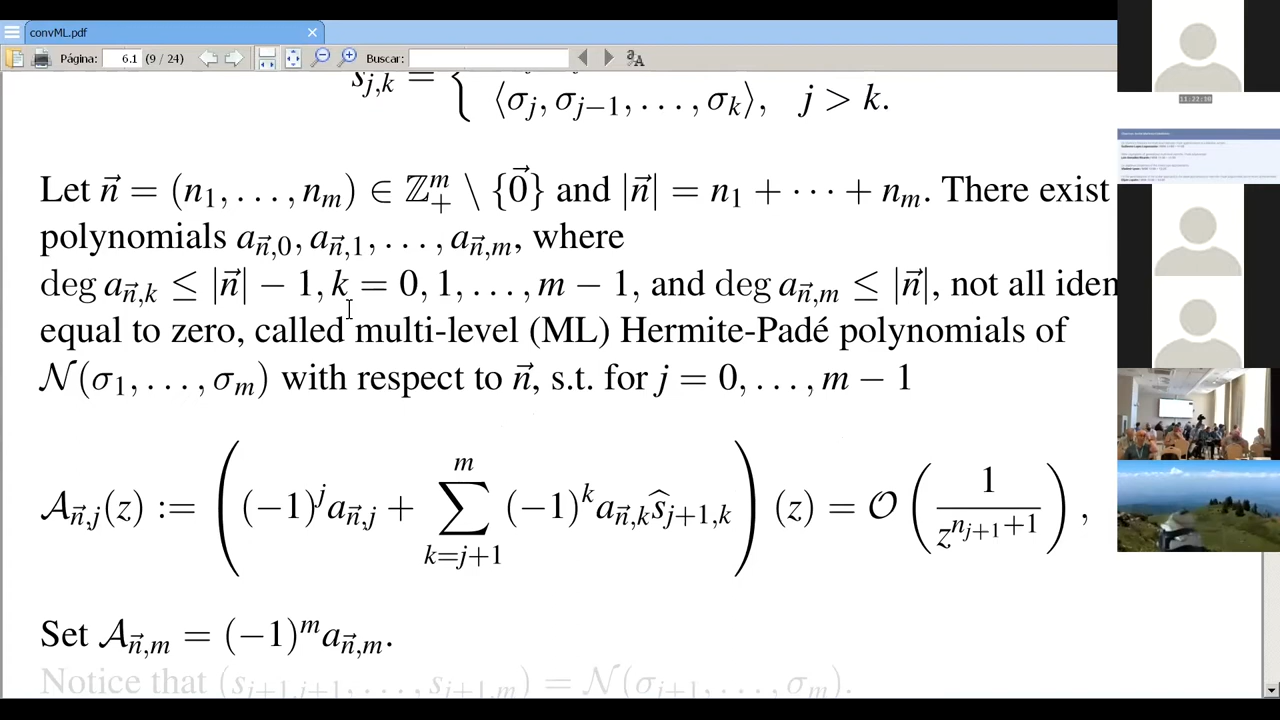 convML.pdf
Página: 6.1 (9 / 24) Buscar:
s_{j,k} = { ⟨σ_j, σ_{j−1}, . . . , σ_k⟩, j > k.
11:22:30
Let n⃗ = (n_1, . . . , n_m) ∈ ℤ_+^m \ {0⃗} and |n⃗| = n_1 + · · · + n_m. There exist
polynomials a_{n⃗,0}, a_{n⃗,1}, . . . , a_{n⃗,m}, where
deg a_{n⃗,k} ≤ |n⃗| − 1, k = 0, 1, . . . , m − 1, and deg a_{n⃗,m} ≤ |n⃗|, not all iden
equal to zero, called multi-level (ML) Hermite-Padé polynomials of
𝒩(σ_1, . . . , σ_m) with respect to n⃗, s.t. for j = 0, . . . , m − 1
𝒜_{n⃗,j}(z) := ( (−1)^j a_{n⃗,j} + ∑_{k=j+1}^{m} (−1)^k a_{n⃗,k} ŝ_{j+1,k} ) (z) = 𝒪 ( 1 / z^{n_{j+1}+1} ) ,
Set 𝒜_{n⃗,m} = (−1)^m a_{n⃗,m}.
Notice that (s_{j+1,j+1}, . . . , s_{j+1,m}) = 𝒩(σ_{j+1}, . . . , σ_m).